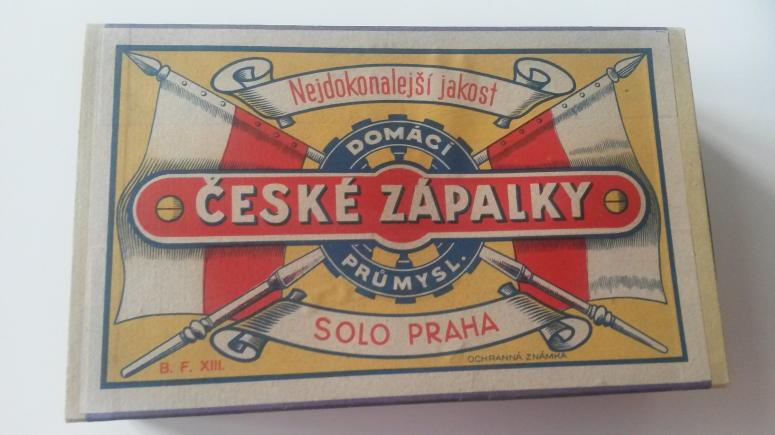 Nejdokonalejší jakost
DOMÁCÍ
ČESKÉ ZÁPALKY
PRŮMYSL.
SOLO PRAHA
OCHRANNÁ ZNÁMKA
B. F. XIII.